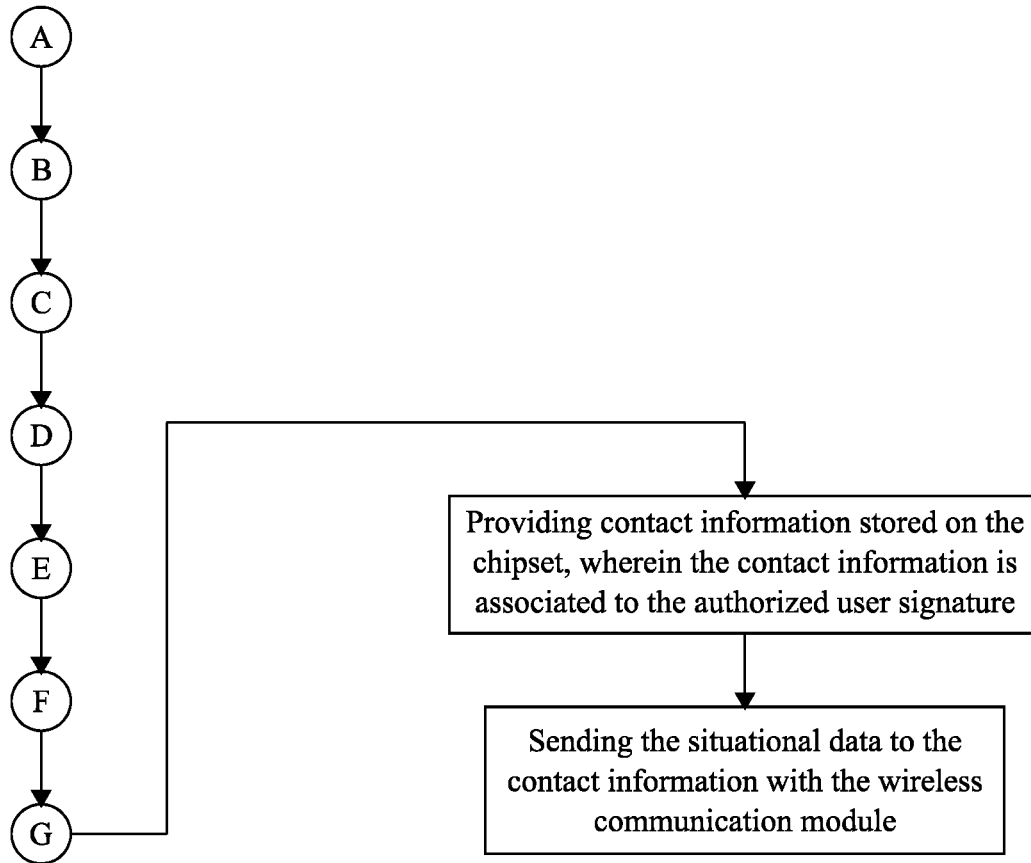 A
B
C
D
E
F
G
Providing contact information stored on the
chipset, wherein the contact information is
associated to the authorized user signature
Sending the situational data to the
contact information with the wireless
communication module